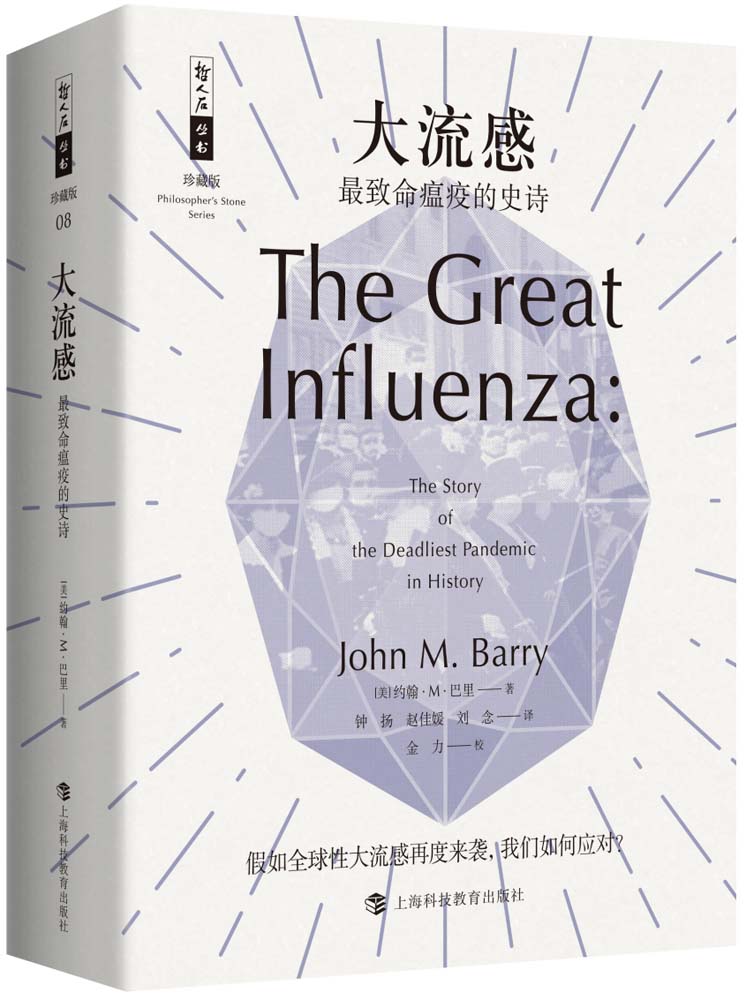 哲人石
丛书
珍藏版
08
大流感
最致命瘟疫的史诗
[美]约翰·M·巴里——著
上海科技教育出版社
哲人石
丛书
珍藏版
Philosopher's Stone
Series
大流感
最致命瘟疫的史诗
The Great
Influenza:
The Story
of
the Deadliest Pandemic
in History
John M. Barry
[美]约翰·M·巴里——著
钟 扬 赵佳媛 刘 念——译
金 力——校
假如全球性大流感再度来袭，我们如何应对？
上海科技教育出版社